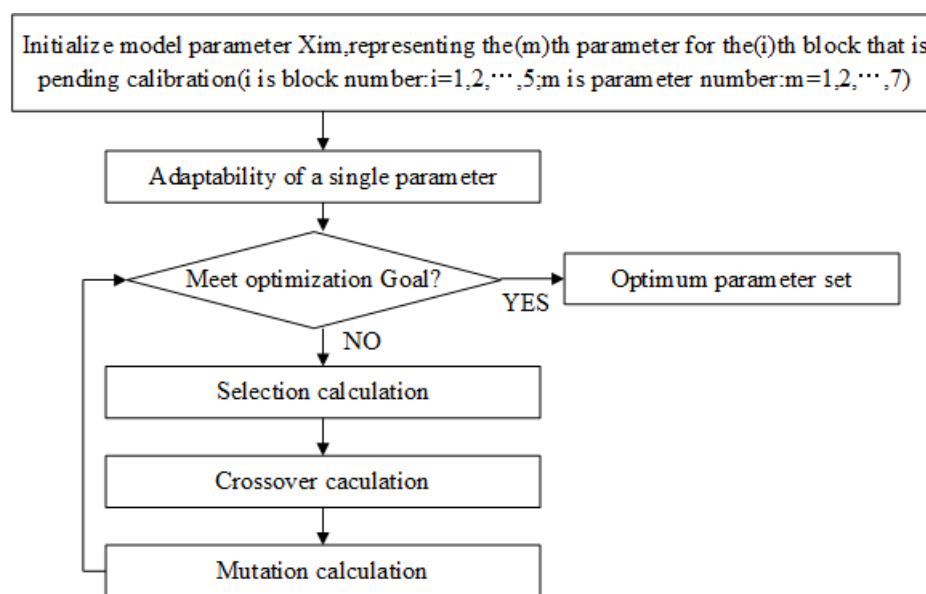 Initialize model parameter Xim,representing the(m)th parameter for the(i)th block that is
pending calibration(i is block number:i=1,2,⋯,5;m is parameter number:m=1,2,⋯,7)
Adaptability of a single parameter
Meet optimization Goal?
Optimum parameter set
YES
NO
Selection calculation
Crossover caculation
Mutation calculation